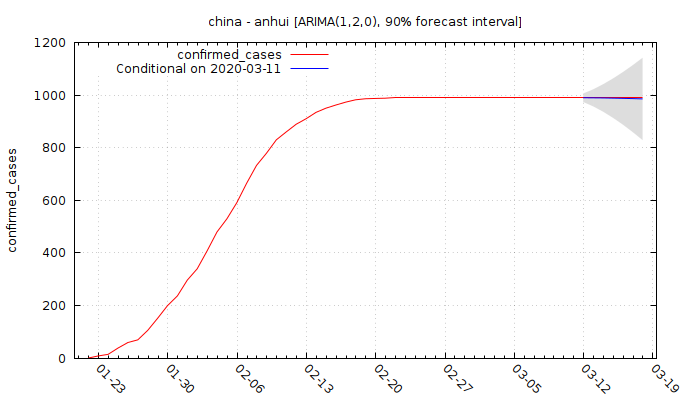 china - anhui [ARIMA(1,2,0), 90% forecast interval]
confirmed_cases
Conditional on 2020-03-11
confirmed_cases
1200
1000
800
600
400
200
0
01-23 01-30 02-06 02-13 02-20 02-27 03-05 03-12 03-19